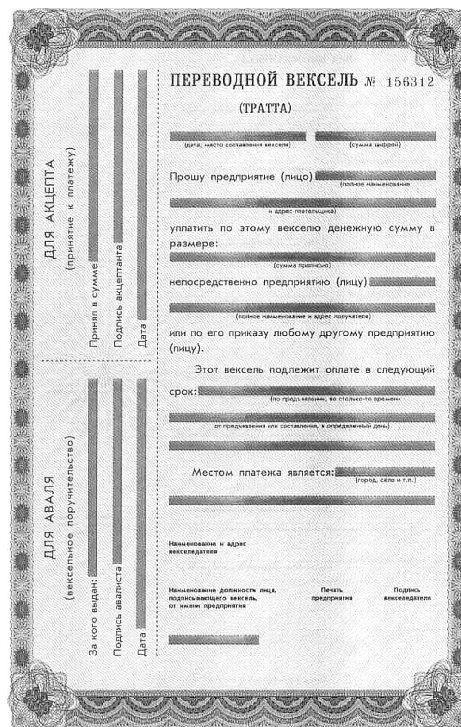 ПЕРЕВОДНОЙ ВЕКСЕЛЬ № 156312
(ТРАТТА)
(дата, место составления векселя) (сумма цифрой)
Прошу предприятие (лицо)
(полное наименование
и адрес плательщика)
уплатить по этому векселю денежную сумму в
размере:
(сумма прописью)
непосредственно предприятию (лицу)
(полное наименование и адрес получателя)
или по его приказу любому другому предприятию
(лицу).
Этот вексель подлежит оплате в следующий
срок:
(по предъявлении, во столько-то времени
от предъявления или составления, в определенный день)
Местом платежа является:
(город, село и т.п.)
Наименование и адрес
векселедателя
Наименование должности лица,
подписывающего вексель,
от имени предприятия
Печать
предприятия
Подпись
векселедателя
ДЛЯ АКЦЕПТА
(принятие к платежу)
Принял в сумме
Подпись акцептанта
Дата
ДЛЯ АВАЛЯ
(вексельное поручительство)
За кого выдан:
Подпись авалиста
Дата